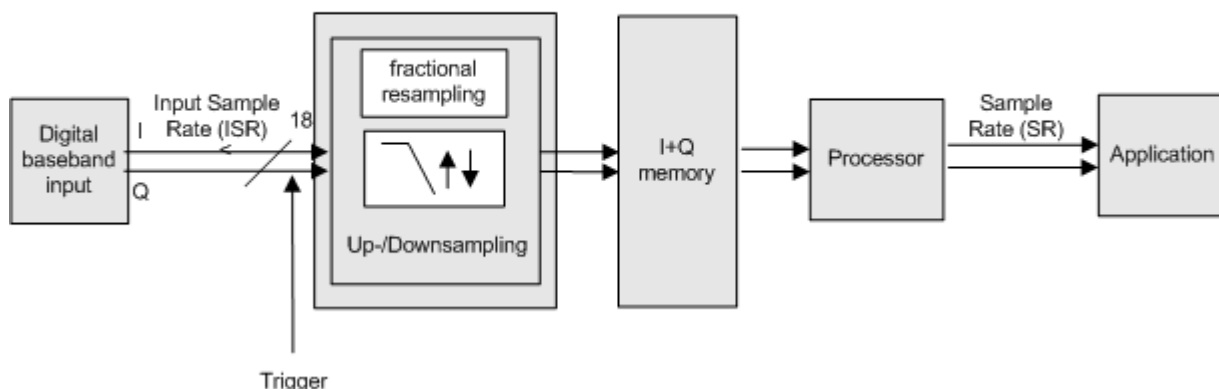 Digital
baseband
input
I
Q
Input Sample
Rate (ISR)
18
Trigger
fractional
resampling
Up-/Downsampling
I+Q
memory
Processor
Sample
Rate (SR)
Application